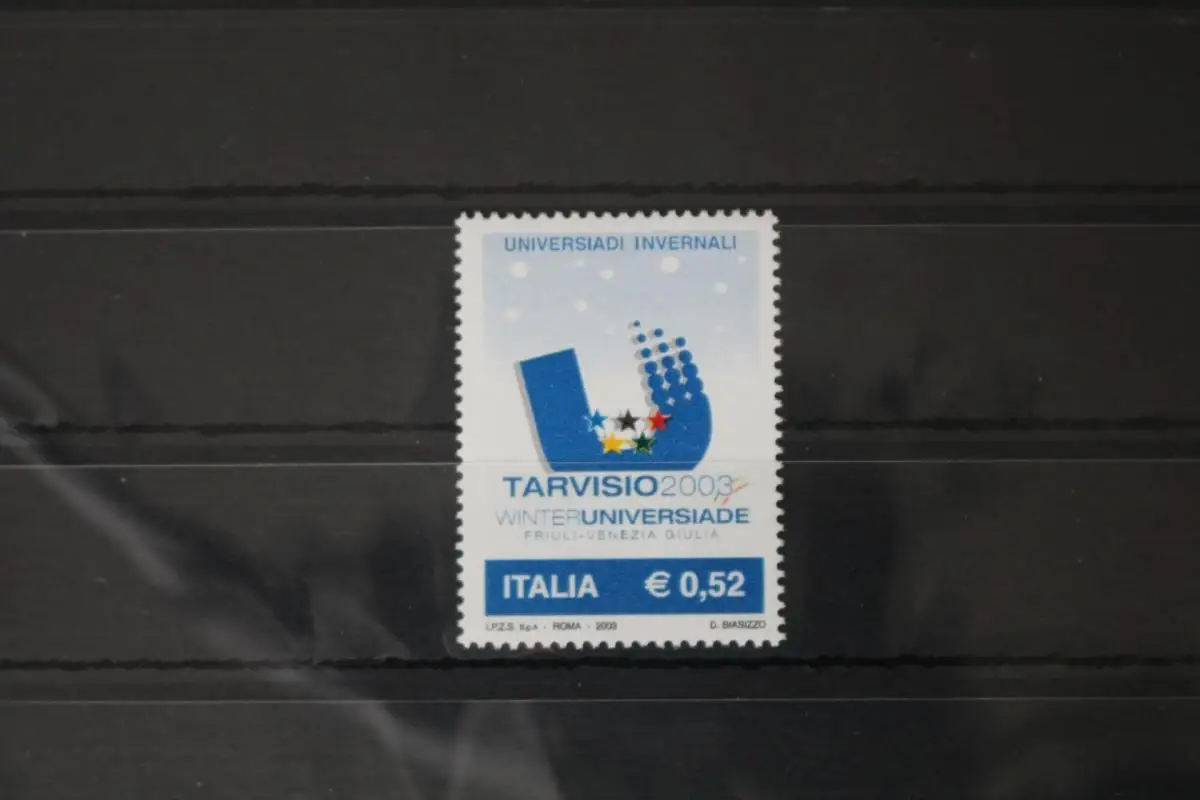 UNIVERSIADI INVERNALI
TARVISIO2003
WINTERUNIVERSIADE
FRIULI-VENEZIA GIULIA
ITALIA € 0,52
I.P.Z.S. S.p.A. - ROMA - 2003 D. BIASIZZO